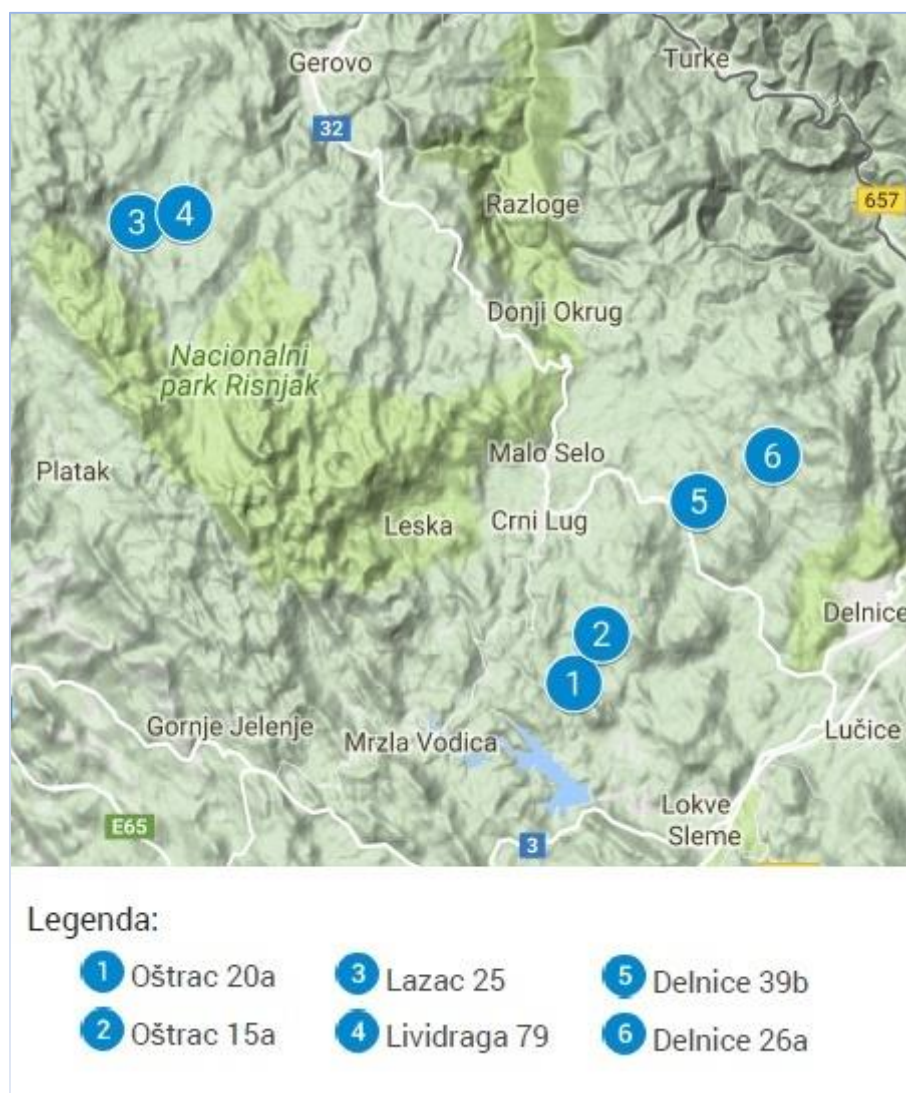 Gerovo
Turke
32
657
3
4
Razloge
Donji Okrug
Nacionalni
park Risnjak
Malo Selo
6
Platak
5
Leska
Crni Lug
Delnice
2
1
Gornje Jelenje
Mrzla Vodica
Lučice
Lokve
Sleme
E65
3
Legenda:
1 Oštrac 20a
3 Lazac 25
5 Delnice 39b
2 Oštrac 15a
4 Lividraga 79
6 Delnice 26a